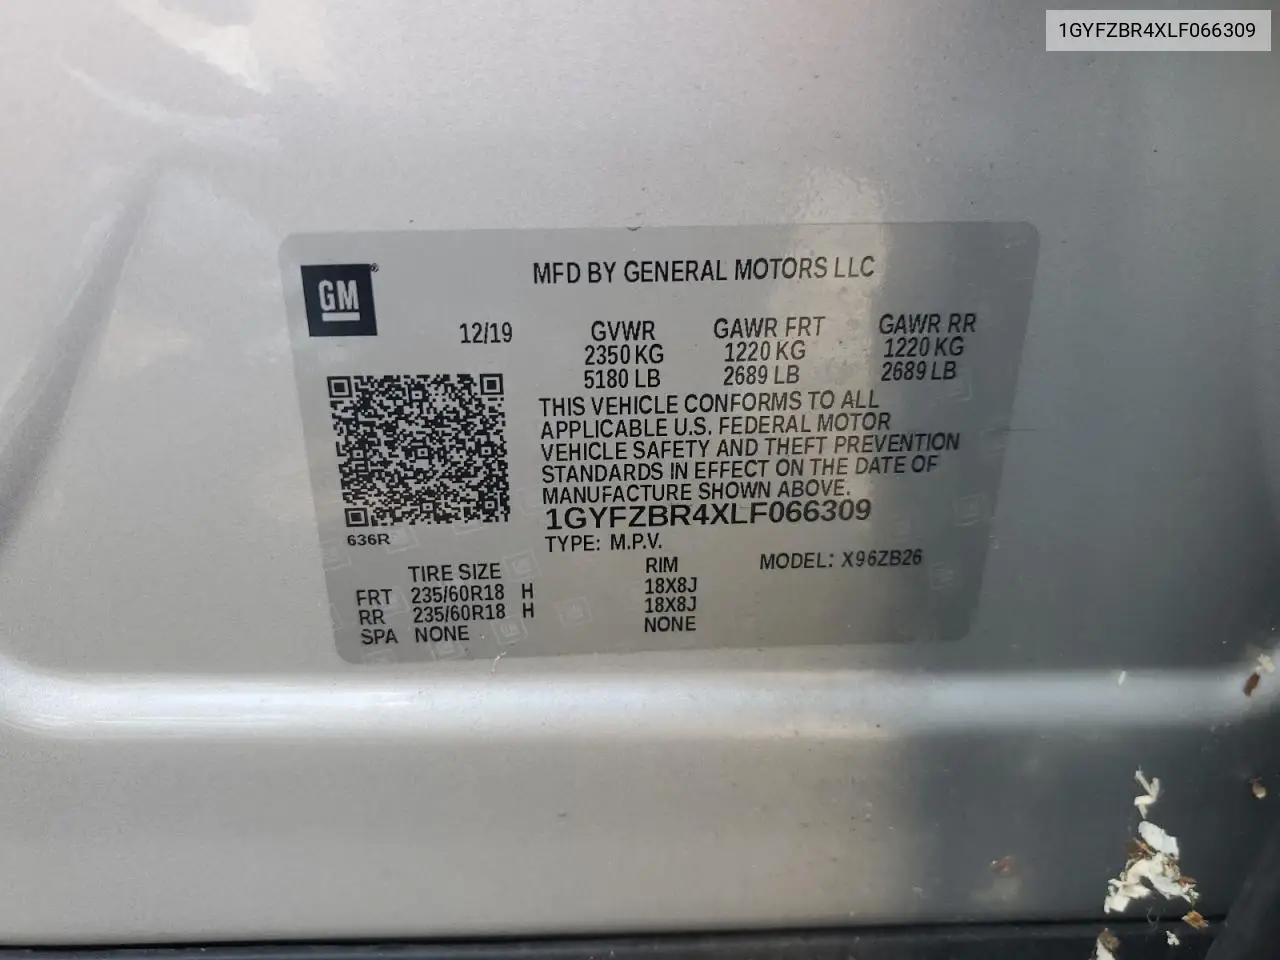 1GYFZBR4XLF066309
GM ®
MFD BY GENERAL MOTORS LLC
12/19 GVWR GAWR FRT GAWR RR
2350 KG 1220 KG 1220 KG
5180 LB 2689 LB 2689 LB
THIS VEHICLE CONFORMS TO ALL
APPLICABLE U.S. FEDERAL MOTOR
VEHICLE SAFETY AND THEFT PREVENTION
STANDARDS IN EFFECT ON THE DATE OF
MANUFACTURE SHOWN ABOVE.
1GYFZBR4XLF066309
636R
TYPE: M.P.V.
TIRE SIZE RIM MODEL: X96ZB26
FRT 235/60R18 H 18X8J
RR 235/60R18 H 18X8J
SPA NONE NONE